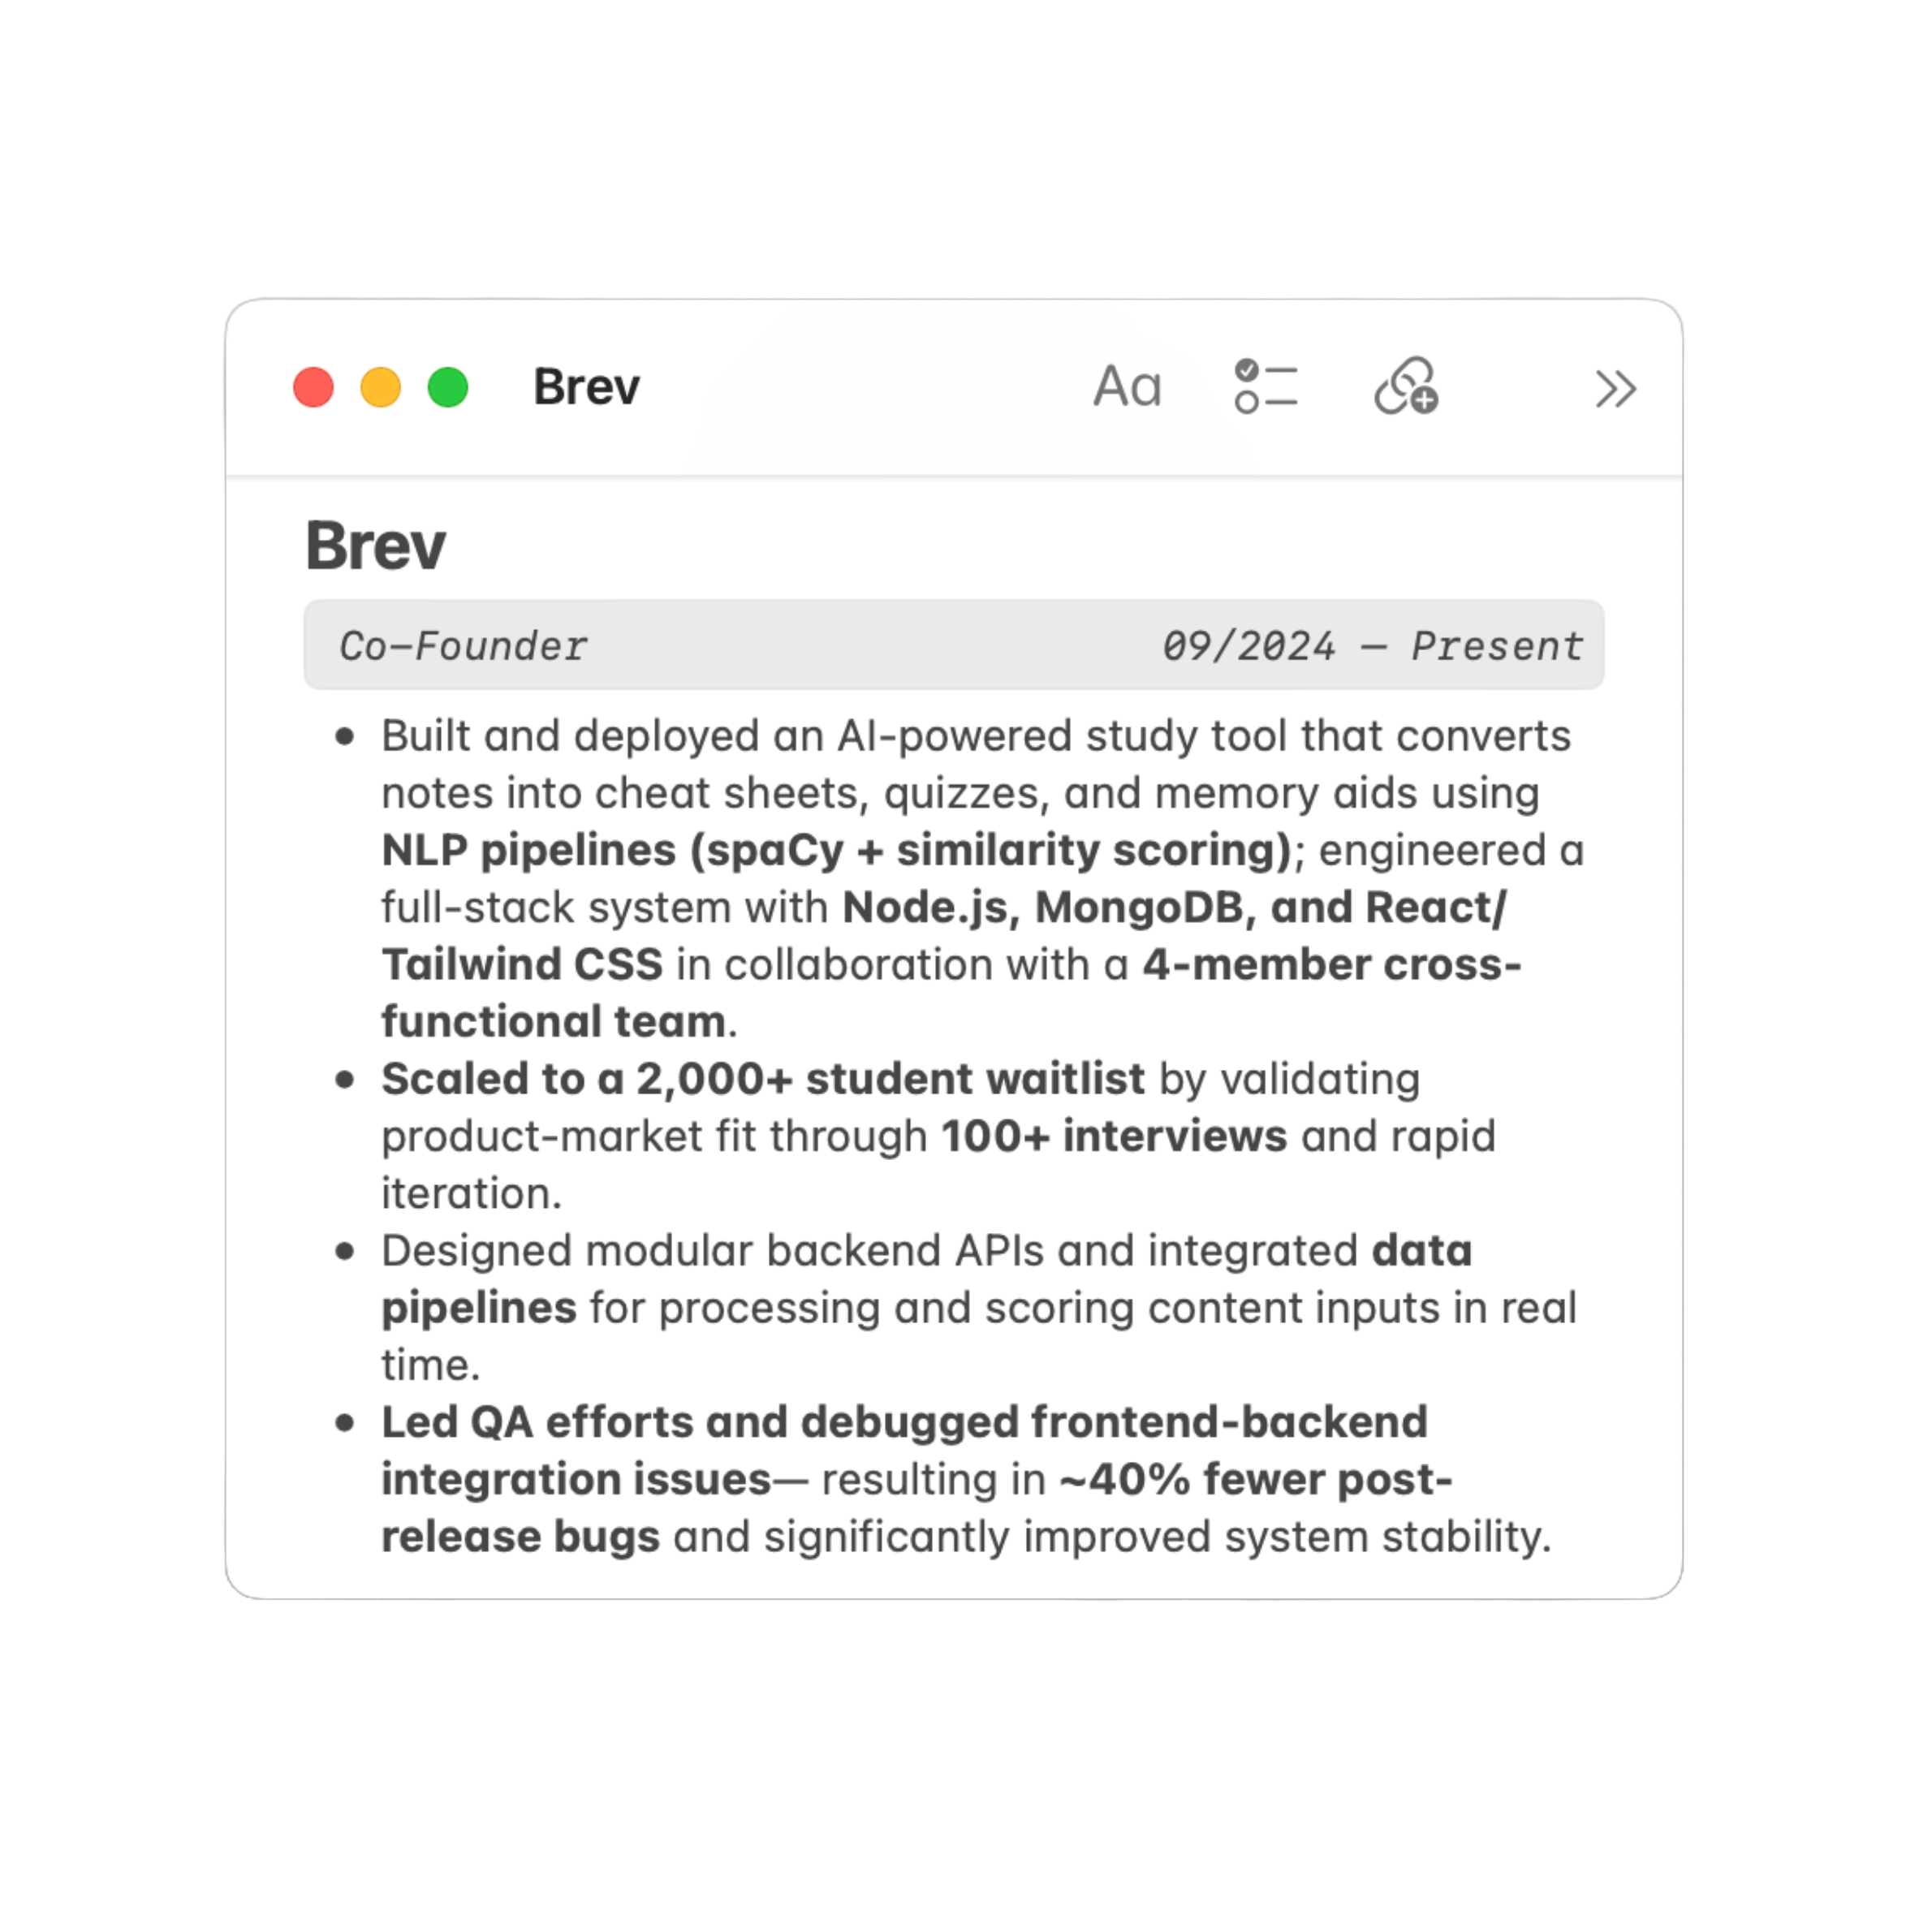 Brev
Aa
Brev
Co-Founder 09/2024 — Present
• Built and deployed an AI-powered study tool that converts
notes into cheat sheets, quizzes, and memory aids using
NLP pipelines (spaCy + similarity scoring); engineered a
full-stack system with Node.js, MongoDB, and React/
Tailwind CSS in collaboration with a 4-member cross-
functional team.
• Scaled to a 2,000+ student waitlist by validating
product-market fit through 100+ interviews and rapid
iteration.
• Designed modular backend APIs and integrated data
pipelines for processing and scoring content inputs in real
time.
• Led QA efforts and debugged frontend-backend
integration issues— resulting in ~40% fewer post-
release bugs and significantly improved system stability.